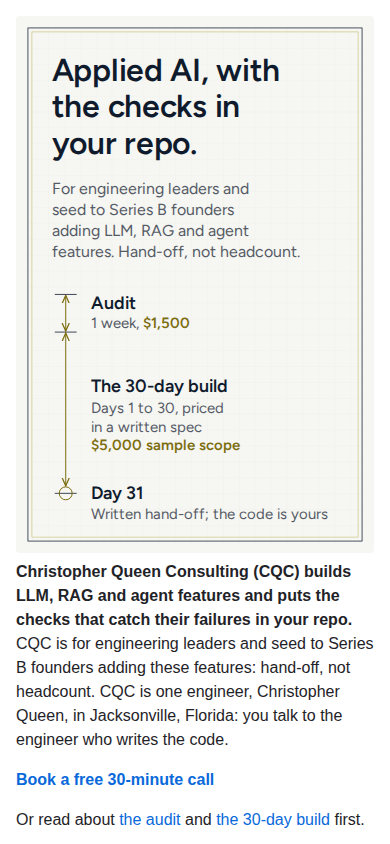 Applied AI, with
the checks in
your repo.
For engineering leaders and
seed to Series B founders
adding LLM, RAG and agent
features. Hand-off, not headcount.
Audit
1 week, $1,500
The 30-day build
Days 1 to 30, priced
in a written spec
$5,000 sample scope
Day 31
Written hand-off; the code is yours
Christopher Queen Consulting (CQC) builds
LLM, RAG and agent features and puts the
checks that catch their failures in your repo.
CQC is for engineering leaders and seed to Series
B founders adding these features: hand-off, not
headcount. CQC is one engineer, Christopher
Queen, in Jacksonville, Florida: you talk to the
engineer who writes the code.
Book a free 30-minute call
Or read about the audit and the 30-day build first.